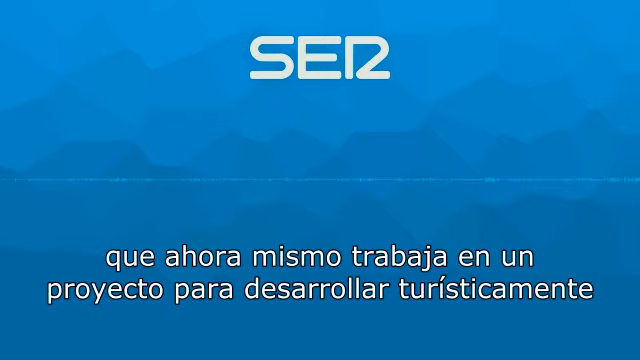 SER
que ahora mismo trabaja en un
proyecto para desarrollar turísticamente